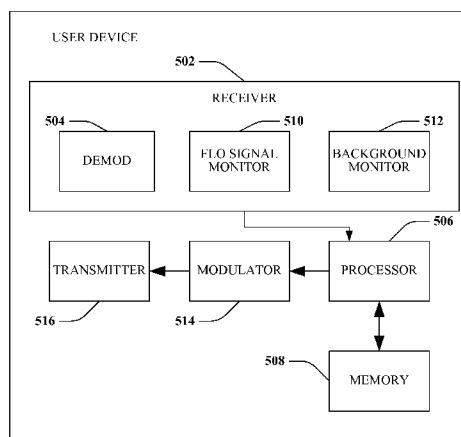 USER DEVICE
502
RECEIVER
504
510
512
DEMOD
FLO SIGNAL
MONITOR
BACKGROUND
MONITOR
506
TRANSMITTER
MODULATOR
PROCESSOR
516
514
508
MEMORY